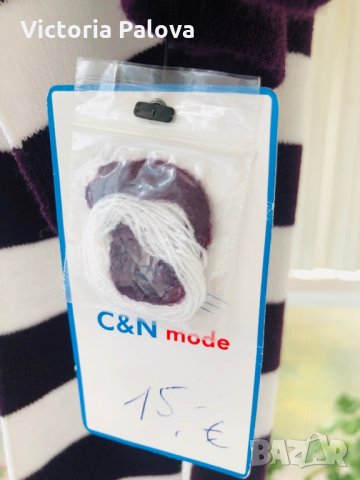 Victoria Palova
C&N mode
15,-
€
BAZAR